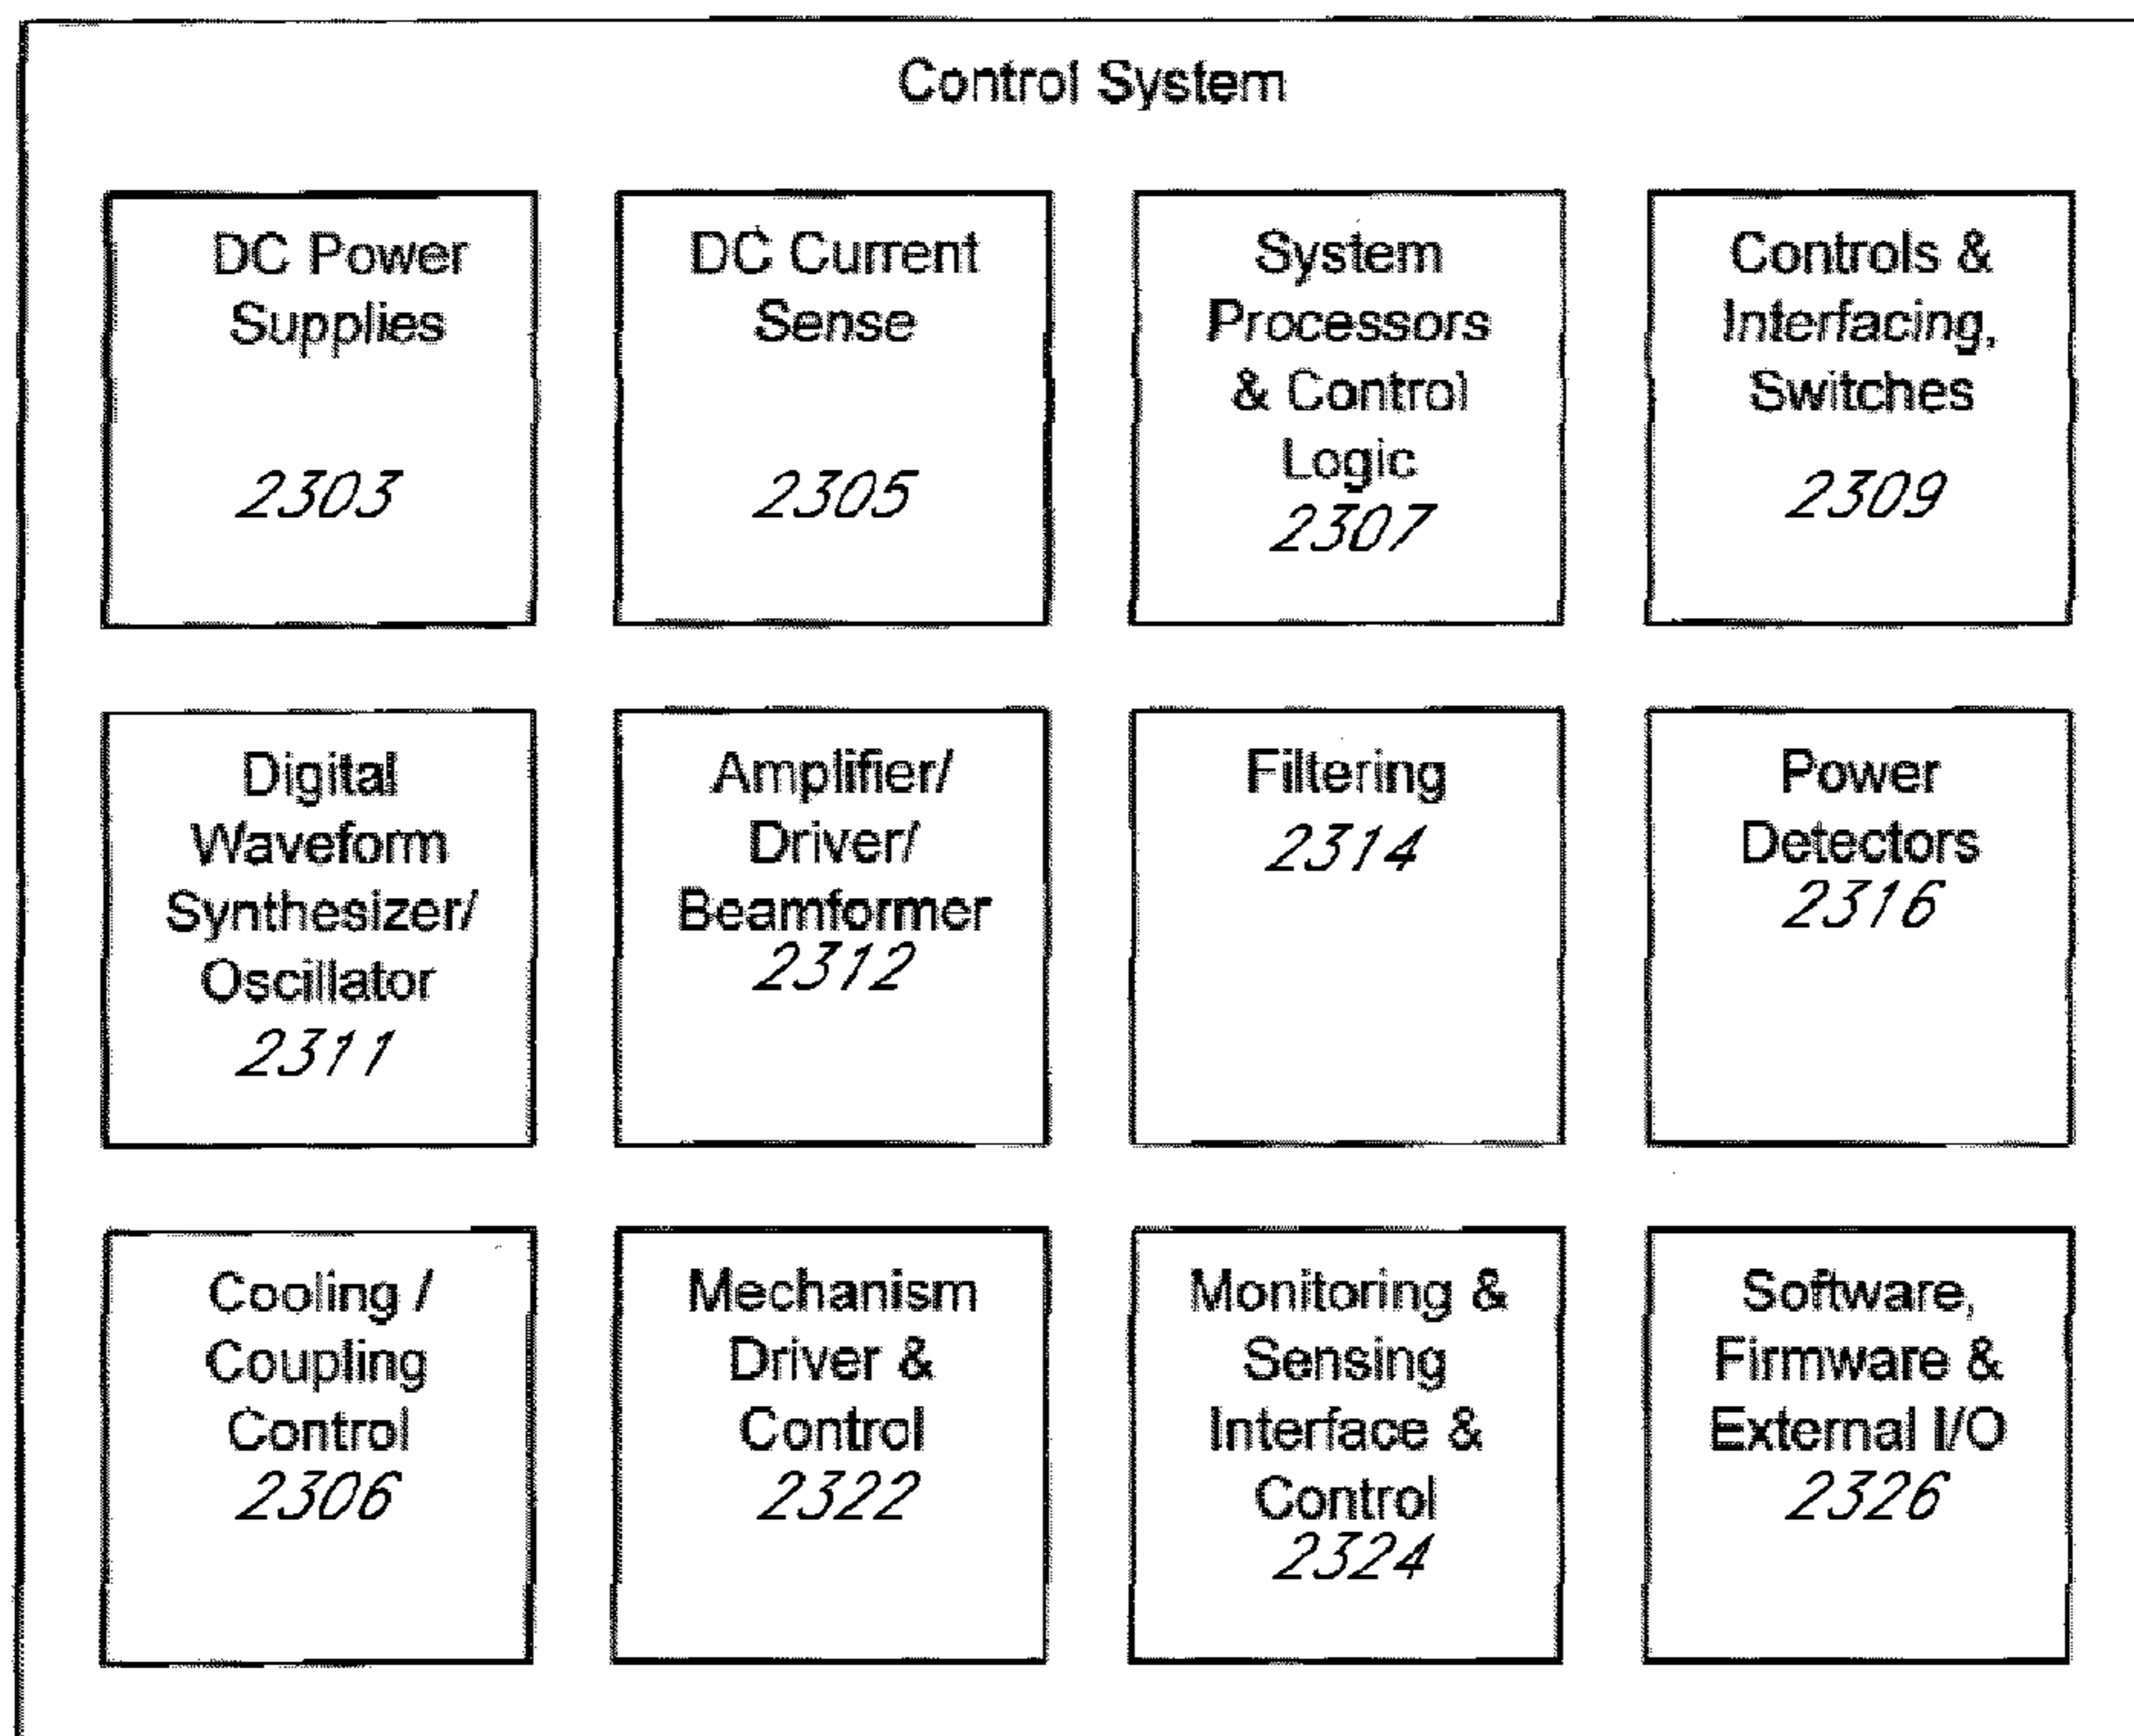 Control System
DC Power
Supplies
2303
DC Current
Sense
2305
System
Processors
& Control
Logic
2307
Controls &
Interfacing,
Switches
2309
Digital
Waveform
Synthesizer/
Oscillator
2311
Amplifier/
Driver/
Beamformer
2312
Filtering
2314
Power
Detectors
2316
Cooling /
Coupling
Control
2306
Mechanism
Driver &
Control
2322
Monitoring &
Sensing
Interface &
Control
2324
Software,
Firmware &
External I/O
2326